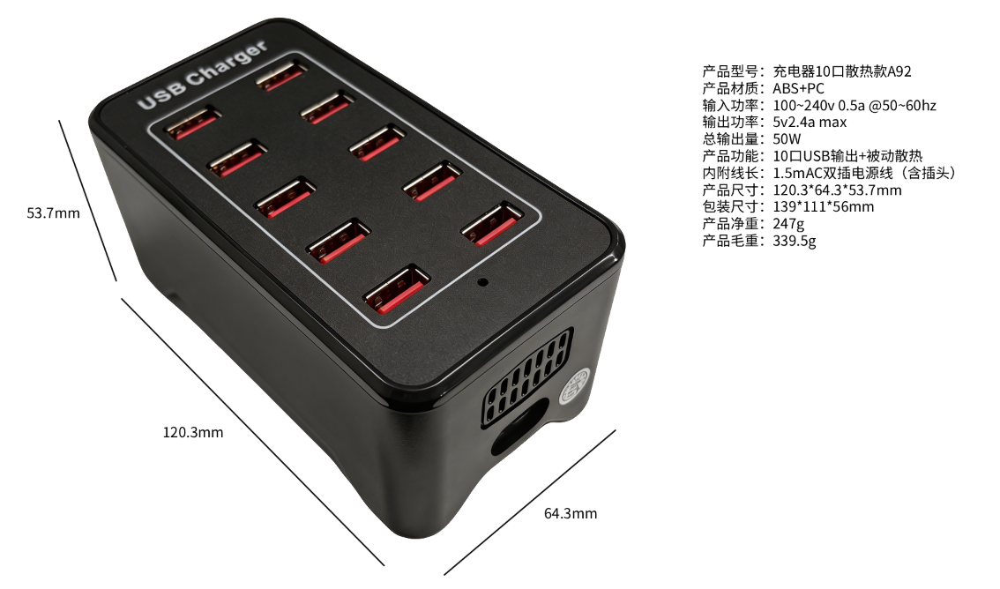 USB Charger
53.7mm
120.3mm
64.3mm
产品型号：充电器10口散热款A92
产品材质：ABS+PC
输入功率：100~240v 0.5a @50~60hz
输出功率：5v2.4a max
总输出量：50W
产品功能：10口USB输出+被动散热
内附线长：1.5mAC双插电源线（含插头）
产品尺寸：120.3*64.3*53.7mm
包装尺寸：139*111*56mm
产品净重：247g
产品毛重：339.5g